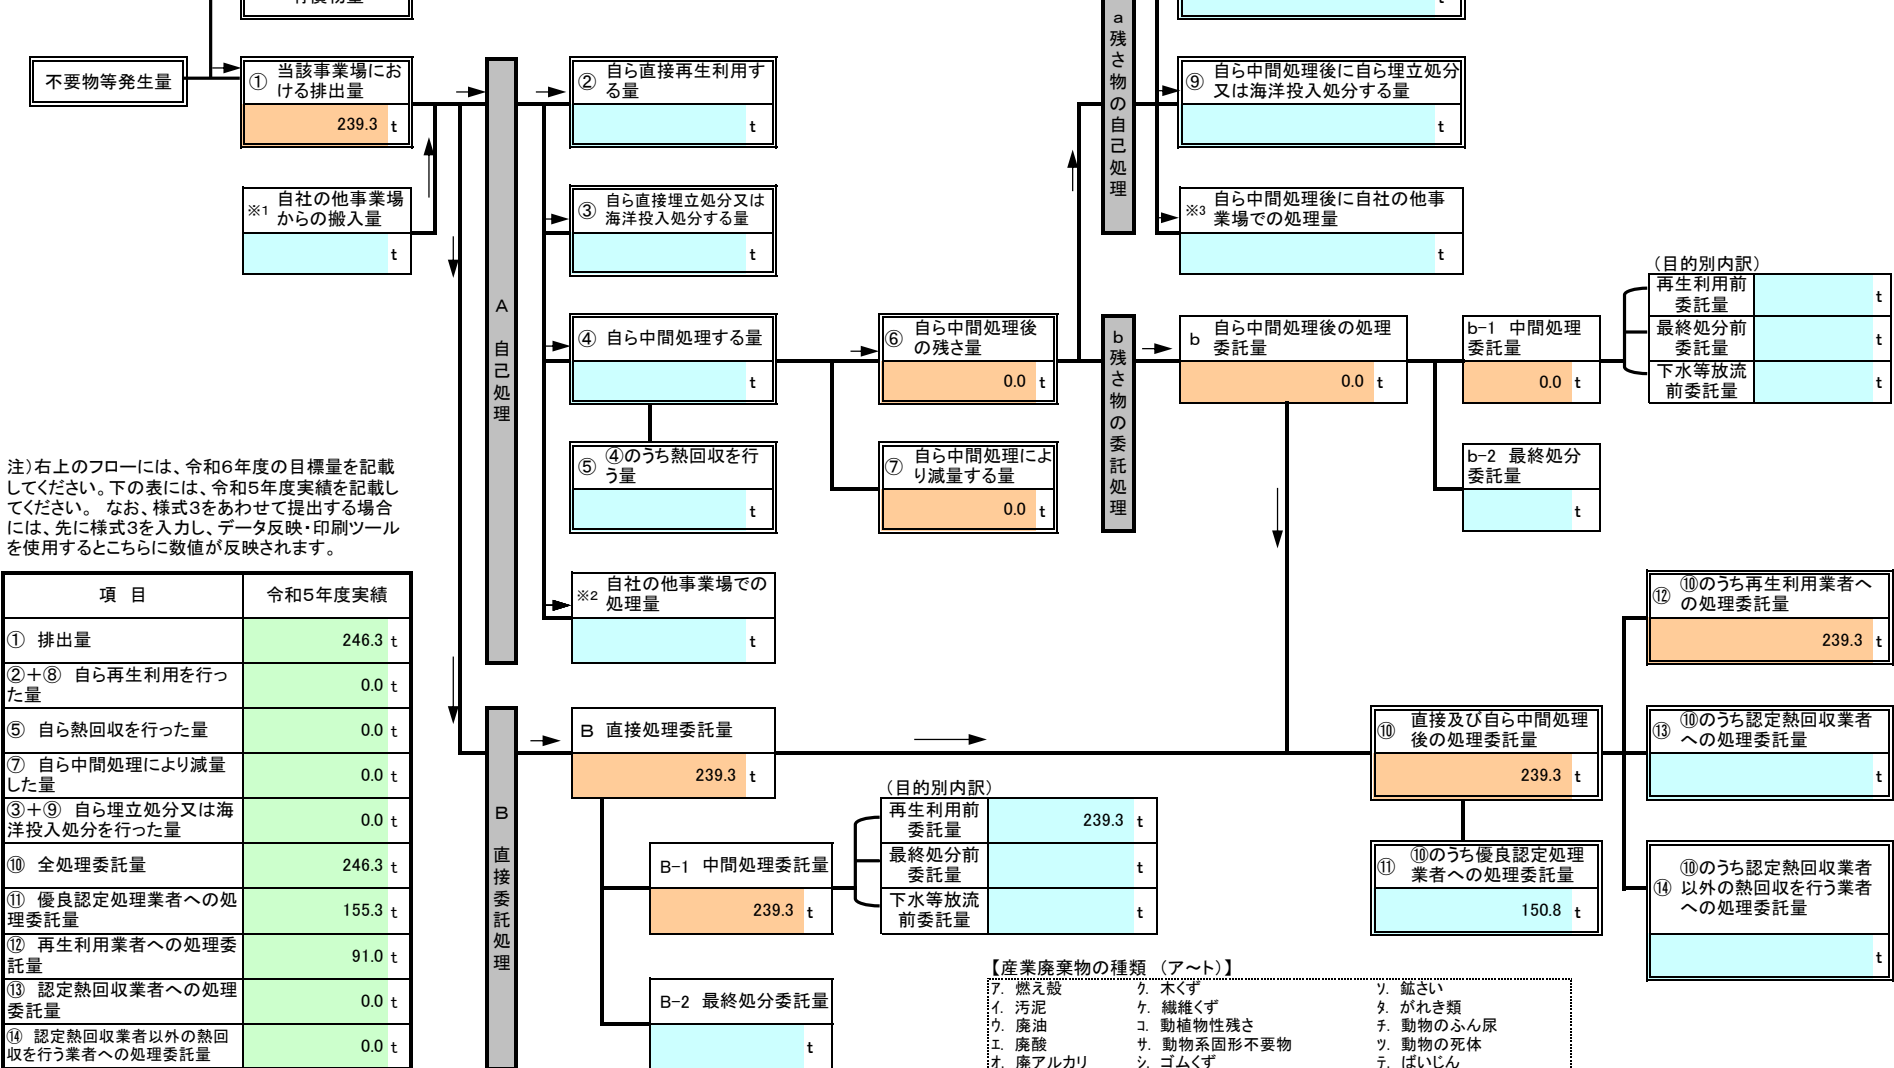 t
不要物等発生量
① 当該事業場にお
ける排出量
239.3 t
※1 自社の他事業場
からの搬入量
t
A 自己処理
② 自ら直接再生利用す
る量
t
③ 自ら直接埋立処分又は
海洋投入処分する量
t
④ 自ら中間処理する量
t
⑤ ④のうち熱回収を行
う量
t
※2 自社の他事業場での
処理量
t
⑥ 自ら中間処理後
の残さ量
0.0 t
⑦ 自ら中間処理によ
り減量する量
0.0 t
a残さ物の自己処理
⑨ 自ら中間処理後に自ら埋立処分
又は海洋投入処分する量
t
※3 自ら中間処理後に自社の他事
業場での処理量
t
b残さ物の委託処理
b 自ら中間処理後の処理
委託量
0.0 t
b-1 中間処理
委託量
0.0 t
b-2 最終処分
委託量
t
(目的別内訳)
再生利用前
委託量 t
最終処分前
委託量 t
下水等放流
前委託量 t
注)右上のフローには、令和6年度の目標量を記載
してください。下の表には、令和5年度実績を記載し
てください。 なお、様式3をあわせて提出する場合
には、先に様式3を入力し、データ反映・印刷ツール
を使用するとこちらに数値が反映されます。
項 目 令和5年度実績
① 排出量 246.3 t
②+⑧ 自ら再生利用を行っ
た量 0.0 t
⑤ 自ら熱回収を行った量 0.0 t
⑦ 自ら中間処理により減量
した量 0.0 t
③+⑨ 自ら埋立処分又は海
洋投入処分を行った量 0.0 t
⑩ 全処理委託量 246.3 t
⑪ 優良認定処理業者への処
理委託量 155.3 t
⑫ 再生利用業者への処理委
託量 91.0 t
⑬ 認定熱回収業者への処理
委託量 0.0 t
⑭ 認定熱回収業者以外の熱回
収を行う業者への処理委託量 0.0 t
B 直接委託処理
B 直接処理委託量
239.3 t
B-1 中間処理委託量
239.3 t
B-2 最終処分委託量
t
(目的別内訳)
再生利用前
委託量 239.3 t
最終処分前
委託量 t
下水等放流
前委託量 t
⑩ 直接及び自ら中間処理
後の処理委託量
239.3 t
⑪ ⑩のうち優良認定処理
業者への処理委託量
150.8 t
⑫ ⑩のうち再生利用業者へ
の処理委託量
239.3 t
⑬ ⑩のうち認定熱回収業者
への処理委託量
t
⑭ ⑩のうち認定熱回収業者
以外の熱回収を行う業者
への処理委託量
t
【産業廃棄物の種類 (ア~ト)】
ア. 燃え殻 ク. 木くず ソ. 鉱さい
イ. 汚泥 ケ. 繊維くず タ. がれき類
ウ. 廃油 コ. 動植物性残さ チ. 動物のふん尿
エ. 廃酸 サ. 動物系固形不要物 ツ. 動物の死体
オ. 廃アルカリ シ. ゴムくず テ. ばいじん